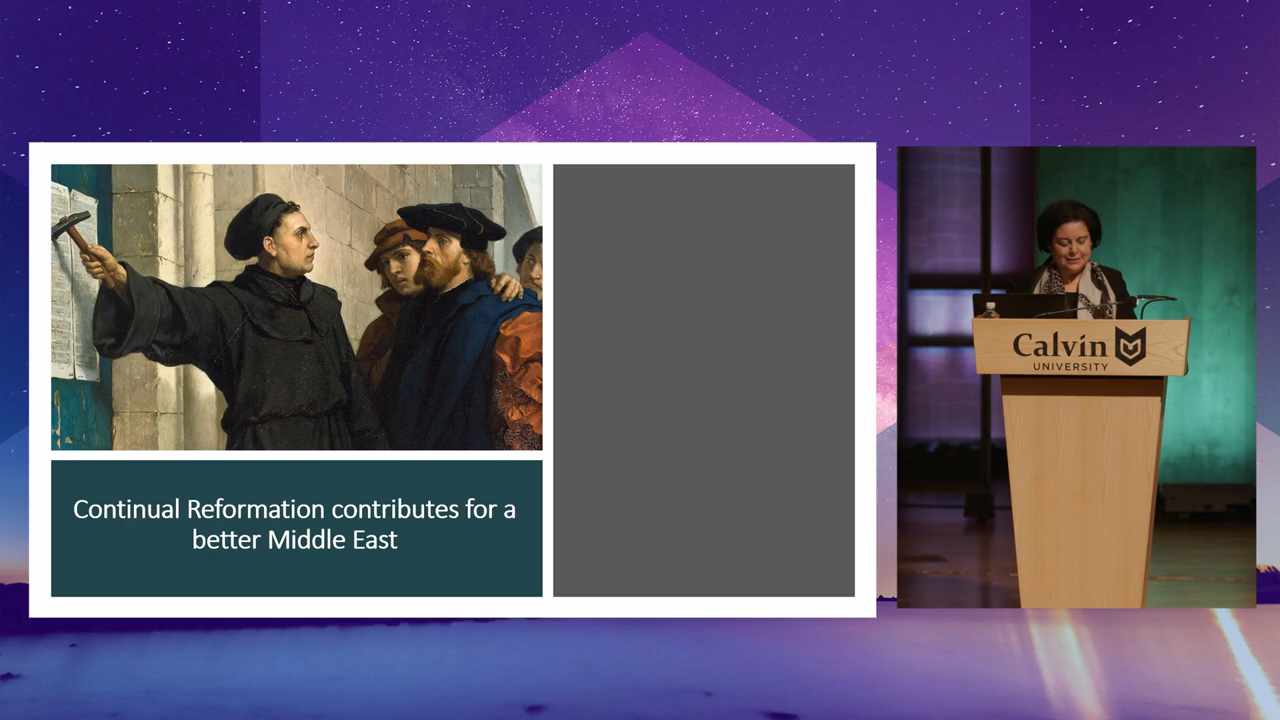 Continual Reformation contributes for a
better Middle East
Calvin
UNIVERSITY